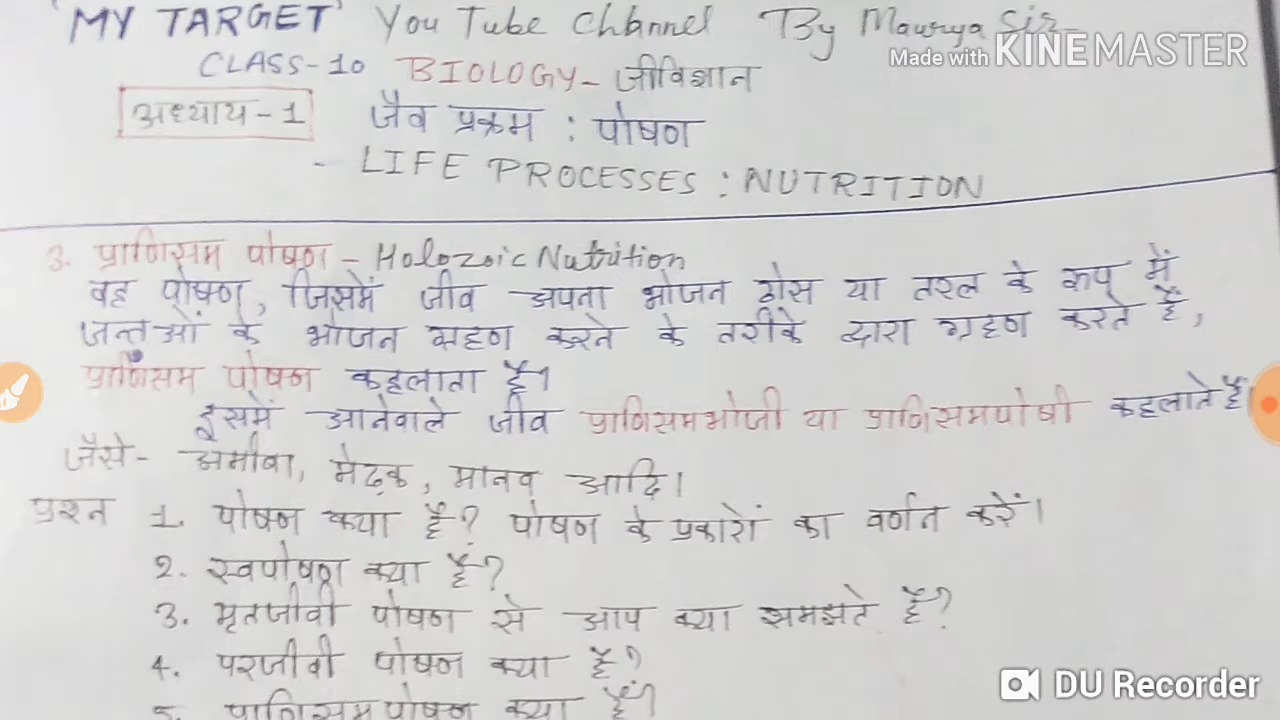 'MY TARGET' You Tube Channel By Maurya Sir
Made with KINEMASTER
CLASS-10 BIOLOGY - जीवविज्ञान
अध्याय - 1 जैव प्रक्रम : पोषण
- LIFE PROCESSES : NUTRITION
3. प्राणिसम पोषण - Holozoic Nutrition
वह पोषण, जिसमें जीव अपना भोजन ठोस या तरल के रूप में
जन्तुओं के भोजन ग्रहण करने के तरीके द्वारा ग्रहण करते हैं,
प्राणिसम पोषण कहलाता है।
इसमें आनेवाले जीव प्राणिसमभोजी या प्राणिसमपोषी कहलाते हैं।
जैसे - अमीबा, मेढ़क, मानव आदि।
प्रश्न 1. पोषण क्या है? पोषण के प्रकारों का वर्णन करें।
2. स्वपोषण क्या है?
3. मृतजीवी पोषण से आप क्या समझते हैं?
4. परजीवी पोषण क्या है?
5. प्राणिसम पोषण क्या है?
DU Recorder